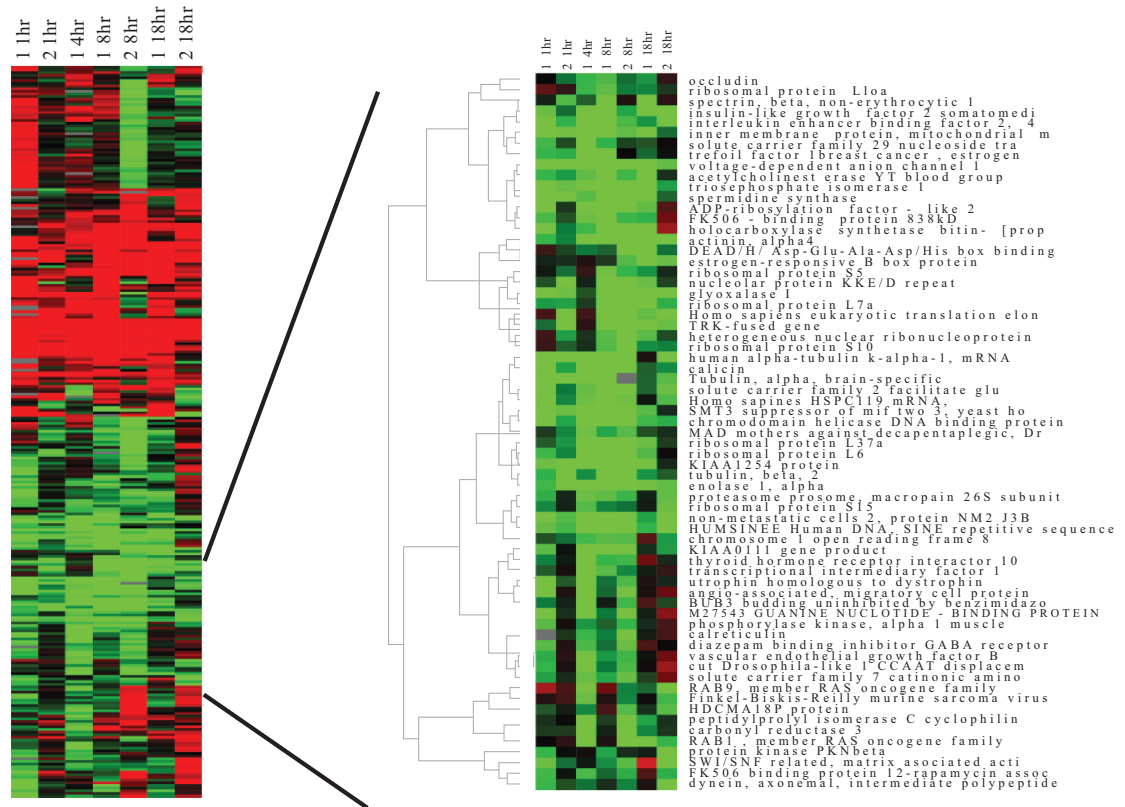 1 1hr
2 1hr
1 4hr
1 8hr
2 8hr
1 18hr
2 18hr
1 1hr
2 1hr
1 4hr
1 8hr
2 8hr
1 18hr
2 18hr
occludin
ribosomal protein Lloa
spectrin, beta, non-erythrocytic 1
insulin-like growth factor 2 somatomedi
interleukin enhancer binding factor 2, 4
inner membrane protein, mitochondrial m
solute carrier family 29 nucleoside tra
trefoil factor 1breast cancer , estrogen
voltage-dependent anion channel 1
acetylcholinest erase YT blood group
triosephosphate isomerase 1
spermidine synthase
ADP-ribosylation factor - like 2
FK506 - binding protein 838kD
holocarboxylase synthetase bitin- [prop
actinin, alpha4
DEAD/H/ Asp-Glu-Ala-Asp/His box binding
estrogen-responsive B box protein
ribosomal protein S5
nucleolar protein KKE/D repeat
glyoxalase I
ribosomal protein L7a
Homo sapiens eukaryotic translation elon
TRK-fused gene
heterogeneous nuclear ribonucleoprotein
ribosomal protein S10
human alpha-tubulin k-alpha-1, mRNA
calicin
Tubulin, alpha, brain-specific
solute carrier family 2 facilitate glu
Homo sapines HSPC119 mRNA,
SMT3 suppressor of mif two 3, yeast ho
chromodomain helicase DNA binding protein
MAD mothers against decapentaplegic, Dr
ribosomal protein L37a
ribosomal protein L6
KIAA1254 protein
tubulin, beta, 2
enolase 1, alpha
proteasome prosome, macropain 26S subunit
ribosomal protein S15
non-metastatic cells 2, protein NM2 J3B
HUMSINEE Human DNA, SINE repetitive sequence
chromosome 1 open reading frame 8
KIAA0111 gene product
thyroid hormone receptor interactor 10
transcriptional intermediary factor 1
utrophin homologous to dystrophin
angio-associated, migratory cell protein
BUB3 budding uninhibited by benzimidazo
M27543 GUANINE NUCLOTIDE - BINDING PROTEIN
phosphorylase kinase, alpha 1 muscle
calreticulin
diazepam binding inhibitor GABA receptor
vascular endothelial growth factor B
cut Drosophila-like 1 CCAAT displacem
solute carrier family 7 catinonic amino
RAB9, member RAS oncogene family
Finkel-Biskis-Reilly murine sarcoma virus
HDCMA18P protein
peptidylprolyl isomerase C cyclophilin
carbonyl reductase 3
RAB1, , member RAS oncogene family
protein kinase PKNbeta
SWI/SNF related, matrix asociated acti
FK506 binding protein 12-rapamycin assoc
dynein, axonemal, intermediate polypeptide